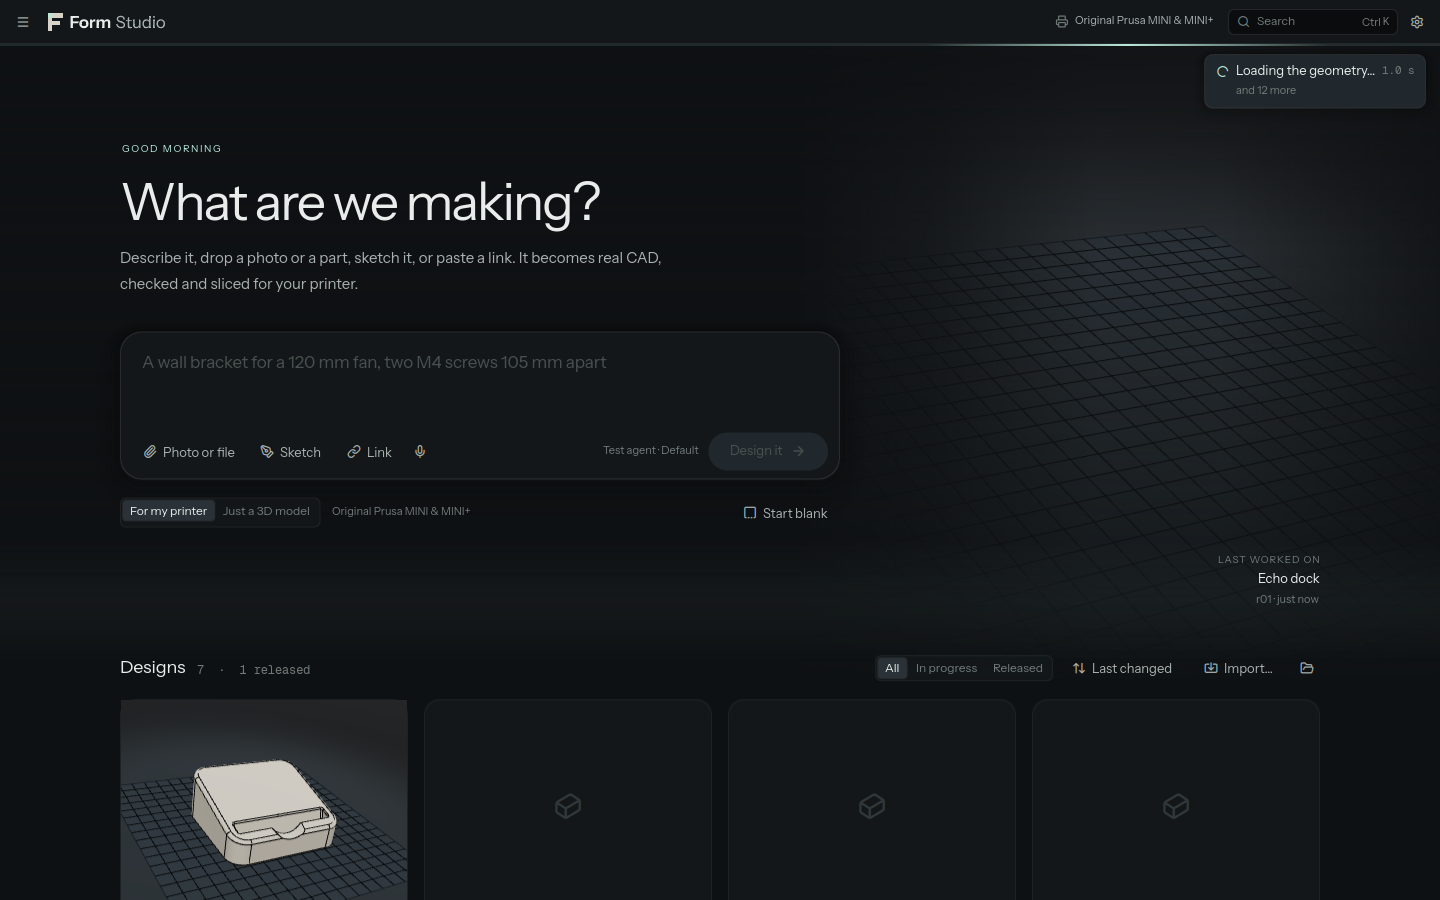 Form Studio
Original Prusa MINI & MINI+
Search
Ctrl K
Loading the geometry... 1.0 s
and 12 more
GOOD MORNING
What are we making?
Describe it, drop a photo or a part, sketch it, or paste a link. It becomes real CAD,
checked and sliced for your printer.
A wall bracket for a 120 mm fan, two M4 screws 105 mm apart
Photo or file
Sketch
Link
Test agent · Default
Design it
For my printer
Just a 3D model
Original Prusa MINI & MINI+
Start blank
LAST WORKED ON
Echo dock
r01 · just now
Designs 7 · 1 released
All
In progress
Released
Last changed
Import...